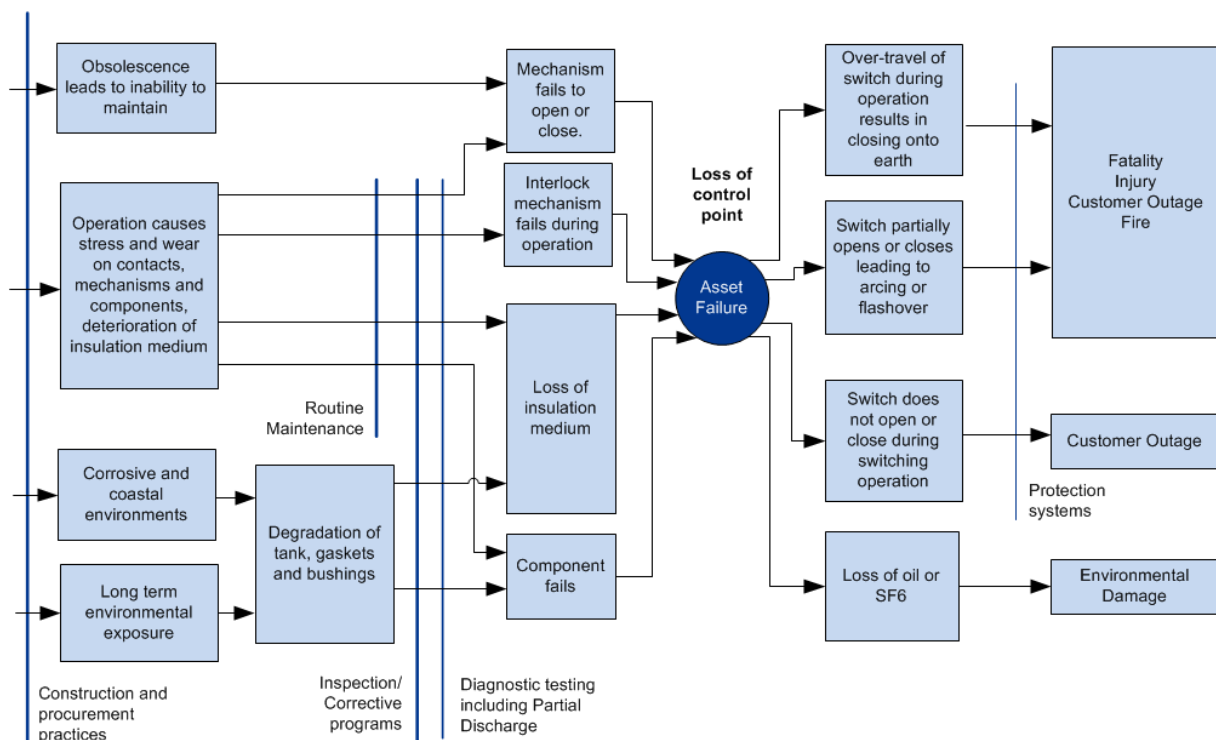 Obsolescence
leads to inability to
maintain
Mechanism
fails to
open or
close.
Over-travel of
switch during
operation
results in
closing onto
earth
Fatality
Injury
Customer Outage
Fire
Operation causes
stress and wear
on contacts,
mechanisms and
components,
deterioration of
insulation medium
Interlock
mechanism
fails during
operation
Loss of
control
point
Asset
Failure
Switch partially
opens or closes
leading to
arcing or
flashover
Routine
Maintenance
Loss of
insulation
medium
Switch does
not open or
close during
switching
operation
Customer Outage
Protection
systems
Corrosive and
coastal
environments
Degradation of
tank, gaskets
and bushings
Long term
environmental
exposure
Component
fails
Loss of oil or
SF6
Environmental
Damage
Construction and
procurement
practices
Inspection/
Corrective
programs
Diagnostic testing
including Partial
Discharge